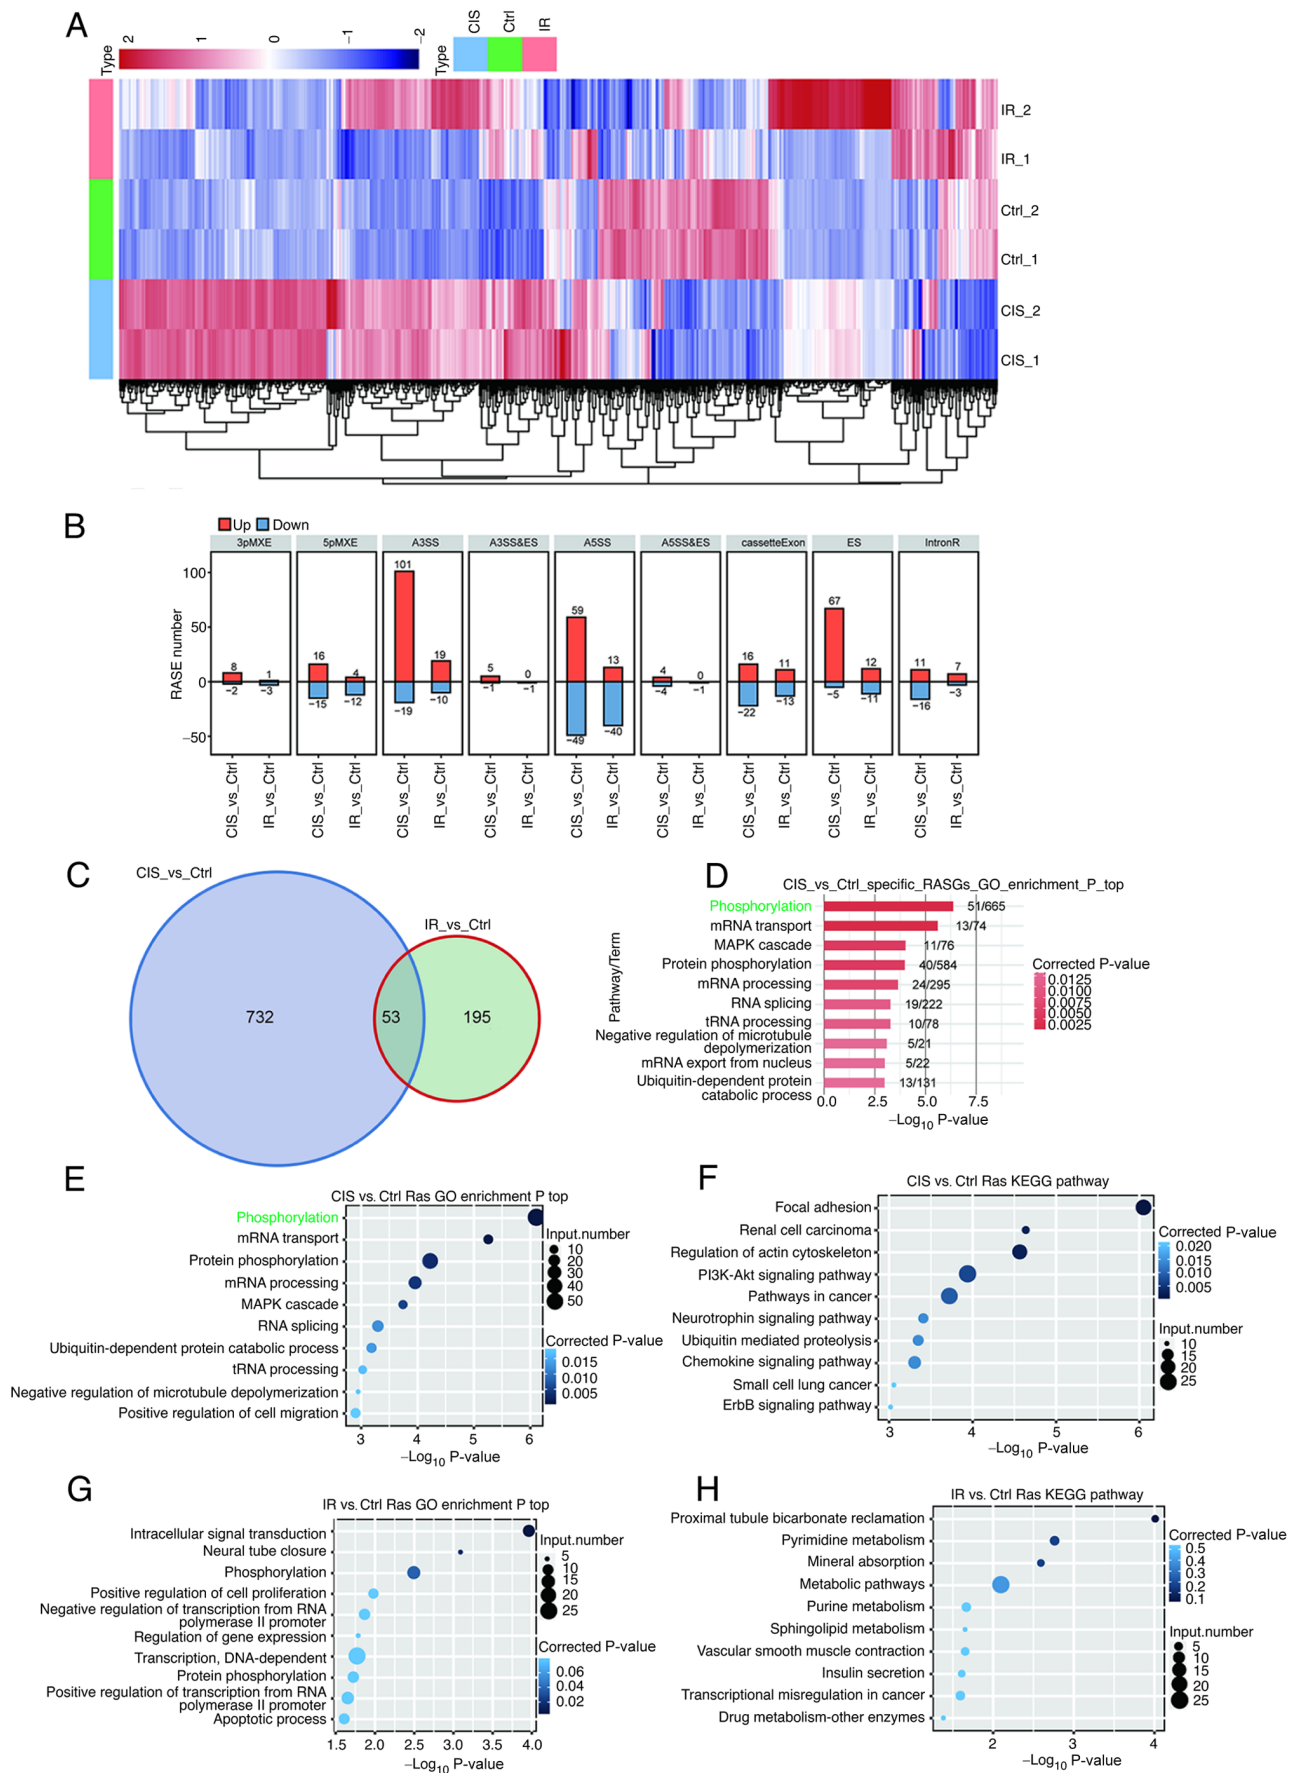 A
Type
2
1
0
−1
−2
Type
CIS
Ctrl
IR
IR_2
IR_1
Ctrl_2
Ctrl_1
CIS_2
CIS_1
B
Up Down
3pMXE 5pMXE A3SS A3SS&ES A5SS A5SS&ES cassetteExon ES IntronR
RASE number
100
50
0
−50
8 1 16 4 101 19 5 0 59 13 4 0 16 11 67 12 11 7
−2 −3 −15 −12 −19 −10 −1 −1 −49 −40 −4 −1 −22 −13 −5 −11 −16 −3
CIS_vs_Ctrl IR_vs_Ctrl CIS_vs_Ctrl IR_vs_Ctrl CIS_vs_Ctrl IR_vs_Ctrl CIS_vs_Ctrl IR_vs_Ctrl CIS_vs_Ctrl IR_vs_Ctrl CIS_vs_Ctrl IR_vs_Ctrl CIS_vs_Ctrl IR_vs_Ctrl CIS_vs_Ctrl IR_vs_Ctrl CIS_vs_Ctrl IR_vs_Ctrl
C
CIS_vs_Ctrl
IR_vs_Ctrl
732 53 195
D
CIS_vs_Ctrl_specific_RASGs_GO_enrichment_P_top
Pathway/Term
Phosphorylation 51/665
mRNA transport 13/74
MAPK cascade 11/76
Protein phosphorylation 40/584
mRNA processing 24/295
RNA splicing 19/222
tRNA processing 10/78
Negative regulation of microtubule
depolymerization 5/21
mRNA export from nucleus 5/22
Ubiquitin-dependent protein
catabolic process 13/131
0.0 2.5 5.0 7.5
−Log10 P-value
Corrected P-value
0.0125
0.0100
0.0075
0.0050
0.0025
E
CIS vs. Ctrl Ras GO enrichment P top
Phosphorylation
mRNA transport
Protein phosphorylation
mRNA processing
MAPK cascade
RNA splicing
Ubiquitin-dependent protein catabolic process
tRNA processing
Negative regulation of microtubule depolymerization
Positive regulation of cell migration
3 4 5 6
−Log10 P-value
Input.number
10
20
30
40
50
Corrected P-value
0.015
0.010
0.005
F
CIS vs. Ctrl Ras KEGG pathway
Focal adhesion
Renal cell carcinoma
Regulation of actin cytoskeleton
PI3K-Akt signaling pathway
Pathways in cancer
Neurotrophin signaling pathway
Ubiquitin mediated proteolysis
Chemokine signaling pathway
Small cell lung cancer
ErbB signaling pathway
3 4 5 6
−Log10 P-value
Corrected P-value
0.020
0.015
0.010
0.005
Input.number
10
15
20
25
G
IR vs. Ctrl Ras GO enrichment P top
Intracellular signal transduction
Neural tube closure
Phosphorylation
Positive regulation of cell proliferation
Negative regulation of transcription from RNA
polymerase II promoter
Regulation of gene expression
Transcription, DNA-dependent
Protein phosphorylation
Positive regulation of transcription from RNA
polymerase II promoter
Apoptotic process
1.5 2.0 2.5 3.0 3.5 4.0
−Log10 P-value
Input.number
5
10
15
20
25
Corrected P-value
0.06
0.04
0.02
H
IR vs. Ctrl Ras KEGG pathway
Proximal tubule bicarbonate reclamation
Pyrimidine metabolism
Mineral absorption
Metabolic pathways
Purine metabolism
Sphingolipid metabolism
Vascular smooth muscle contraction
Insulin secretion
Transcriptional misregulation in cancer
Drug metabolism-other enzymes
2 3 4
−Log10 P-value
Corrected P-value
0.5
0.4
0.3
0.2
0.1
Input.number
5
10
15
20
25